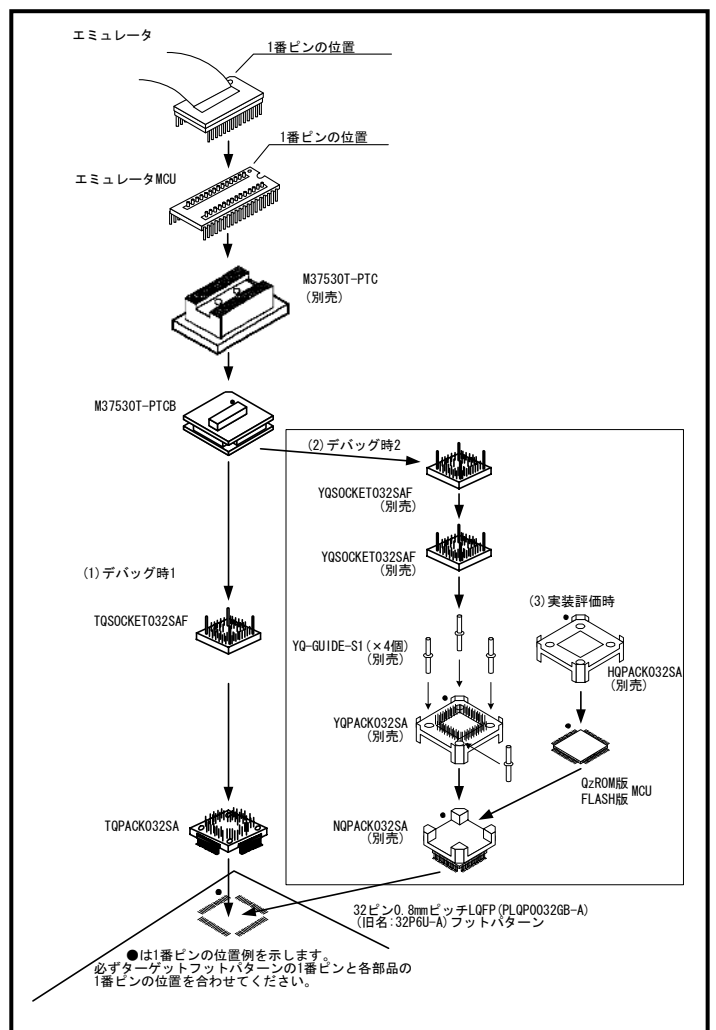 エミュレータ
1番ピンの位置
1番ピンの位置
エミュレータMCU
M37530T-PTC
(別売)
M37530T-PTCB
(2)デバッグ時2
YQSOCKET032SAF
(別売)
YQSOCKET032SAF
(別売)
(1)デバッグ時1
(3)実装評価時
TQSOCKET032SAF
YQ-GUIDE-S1(×4個)
(別売)
HQPACK032SA
(別売)
YQPACK032SA
(別売)
QzROM版
FLASH版 MCU
TQPACK032SA
NQPACK032SA
(別売)
32ピン0.8mmピッチLQFP(PLQP0032GB-A)
(旧名:32P6U-A)フットパターン
●は1番ピンの位置例を示します。
必ずターゲットフットパターンの1番ピンと各部品の
1番ピンの位置を合わせてください。